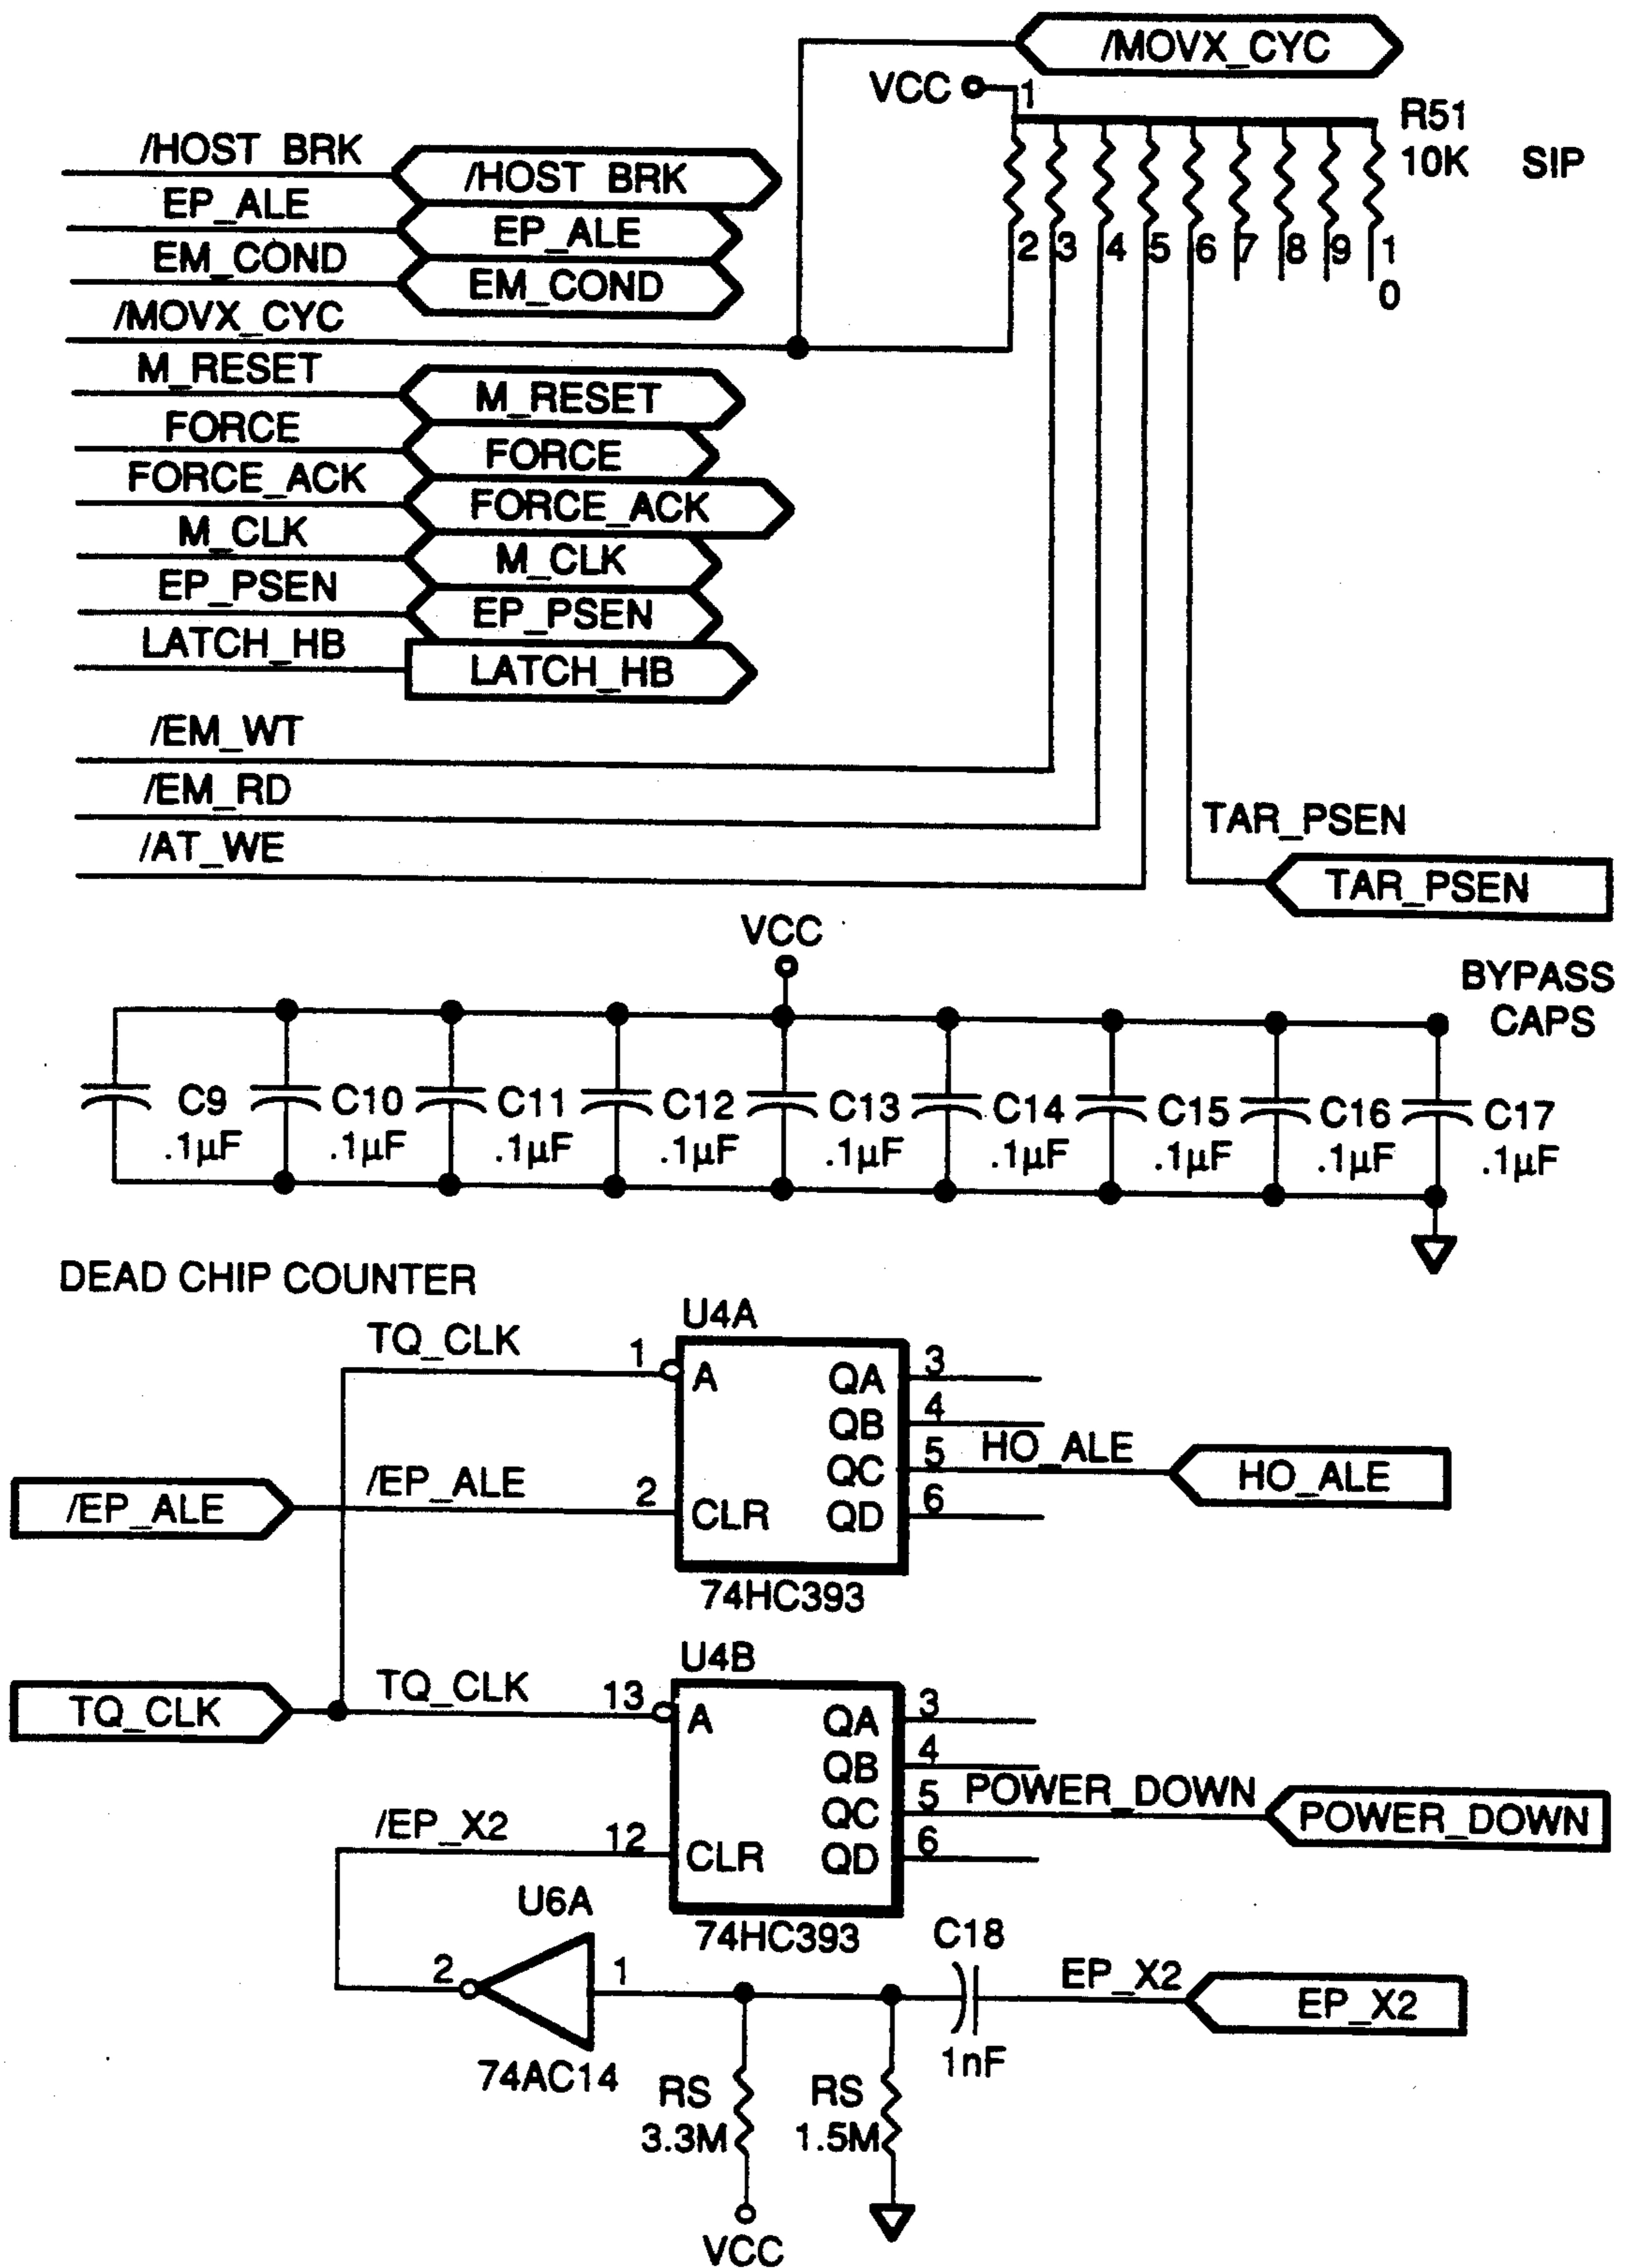 /MOVX_CYC
VCC
1
R51
10K
SIP
2 3 4 5 6 7 8 9 1
0
/HOST BRK
/HOST BRK
EP_ALE
EP_ALE
EM_COND
EM_COND
/MOVX_CYC
M_RESET
M_RESET
FORCE
FORCE
FORCE_ACK
FORCE_ACK
M_CLK
M_CLK
EP_PSEN
EP_PSEN
LATCH_HB
LATCH_HB
/EM_WT
/EM_RD
/AT_WE
TAR_PSEN
TAR_PSEN
VCC
BYPASS
CAPS
C9 C10 C11 C12 C13 C14 C15 C16 C17
.1µF .1µF .1µF .1µF .1µF .1µF .1µF .1µF .1µF
DEAD CHIP COUNTER
U4A
TQ_CLK
1
A
QA
3
QB
4
QC
5
HO_ALE
HO_ALE
/EP_ALE
/EP_ALE
2
CLR
QD
6
74HC393
U4B
TQ_CLK
TQ_CLK
13
A
QA
3
QB
4
QC
5
POWER_DOWN
POWER_DOWN
/EP_X2
12
CLR
QD
6
74HC393
U6A
2
1
74AC14
C18
1nF
EP_X2
EP_X2
RS
3.3M
RS
1.5M
VCC